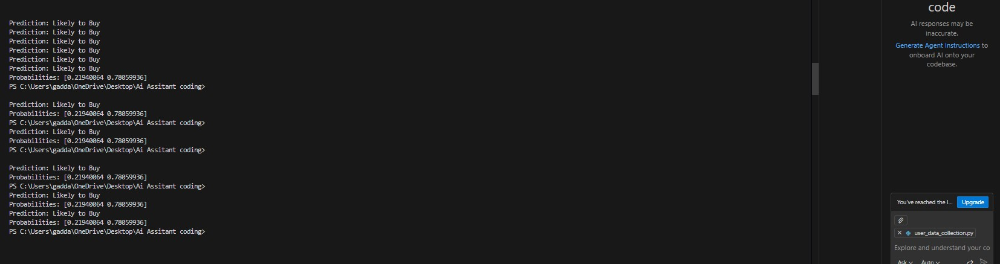 Prediction: Likely to Buy
Prediction: Likely to Buy
Prediction: Likely to Buy
Prediction: Likely to Buy
Prediction: Likely to Buy
Prediction: Likely to Buy
Probabilities: [0.21940064 0.78059936]
PS C:\Users\gadda\OneDrive\Desktop\Ai Assitant coding>
Prediction: Likely to Buy
Probabilities: [0.21940064 0.78059936]
PS C:\Users\gadda\OneDrive\Desktop\Ai Assitant coding>
Prediction: Likely to Buy
Probabilities: [0.21940064 0.78059936]
PS C:\Users\gadda\OneDrive\Desktop\Ai Assitant coding>
Prediction: Likely to Buy
Probabilities: [0.21940064 0.78059936]
PS C:\Users\gadda\OneDrive\Desktop\Ai Assitant coding>
Prediction: Likely to Buy
Probabilities: [0.21940064 0.78059936]
Prediction: Likely to Buy
Probabilities: [0.21940064 0.78059936]
PS C:\Users\gadda\OneDrive\Desktop\Ai Assitant coding>
code
AI responses may be
inaccurate.
Generate Agent Instructions to
onboard AI onto your
codebase.
You've reached the l... Upgrade
user_data_collection.py
Explore and understand your co
Ask Auto